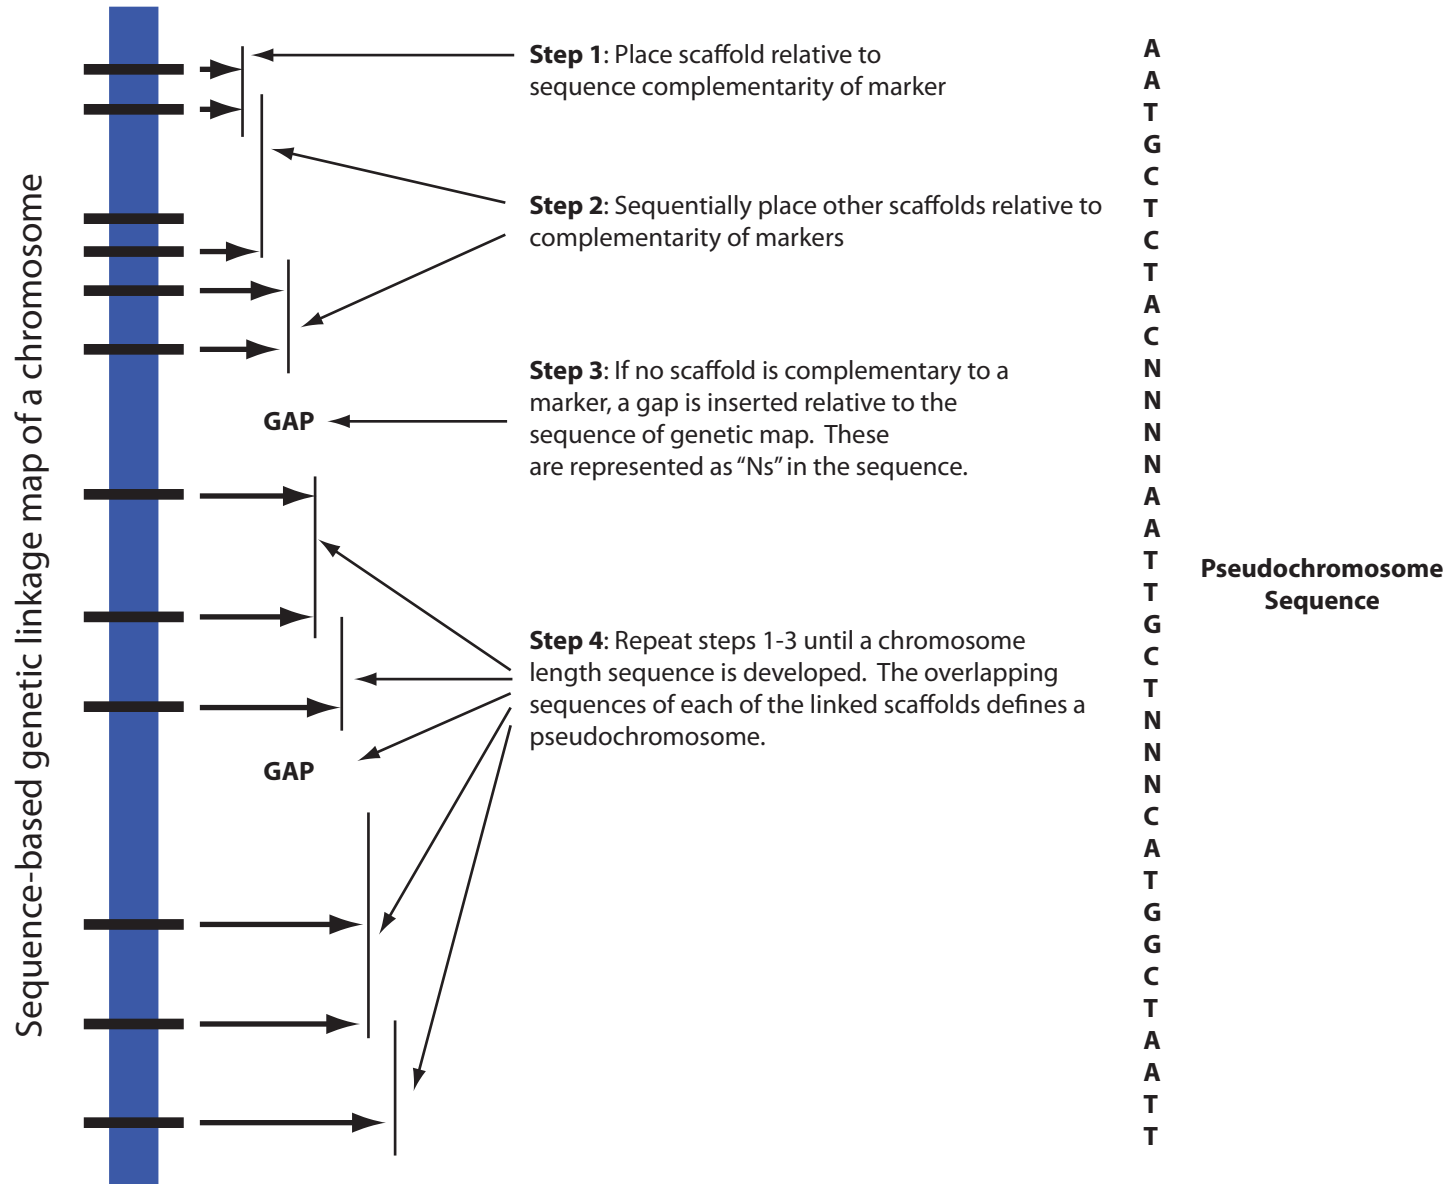 Sequence-based genetic linkage map of a chromosome
Step 1: Place scaffold relative to
sequence complementarity of marker
Step 2: Sequentially place other scaffolds relative to
complementarity of markers
Step 3: If no scaffold is complementary to a
marker, a gap is inserted relative to the
sequence of genetic map.  These
are represented as “Ns” in the sequence.
GAP
Step 4: Repeat steps 1-3 until a chromosome
length sequence is developed.  The overlapping
sequences of each of the linked scaffolds defines a
pseudochromosome.
GAP
A
A
T
G
C
T
C
T
A
C
N
N
N
N
A
A
T
T
G
C
T
N
N
N
C
A
T
G
G
C
T
A
A
T
T
Pseudochromosome
Sequence